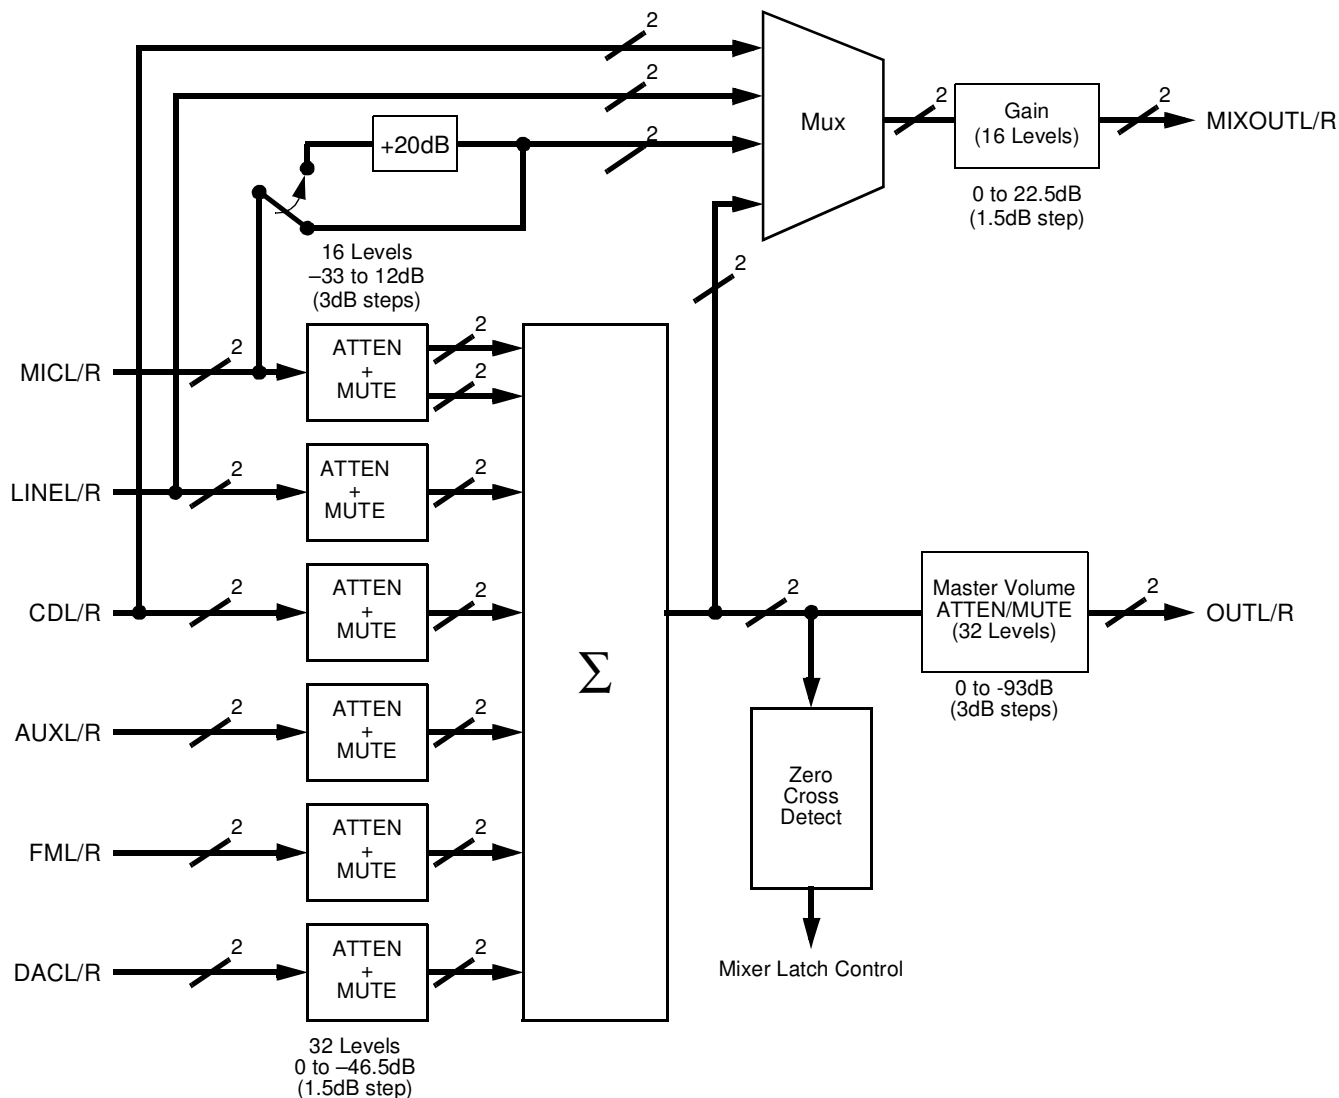 2
2
2
2
2
Mux
Gain
(16 Levels)
MIXOUTL/R
+20dB
0 to 22.5dB
(1.5dB step)
16 Levels
–33 to 12dB
(3dB steps)
2
MICL/R
2
ATTEN
+
MUTE
2
2
LINEL/R
2
ATTEN
+
MUTE
2
CDL/R
2
ATTEN
+
MUTE
2
Σ
2
Master Volume
ATTEN/MUTE
(32 Levels)
2
OUTL/R
0 to -93dB
(3dB steps)
AUXL/R
2
ATTEN
+
MUTE
2
Zero
Cross
Detect
FML/R
2
ATTEN
+
MUTE
2
DACL/R
2
ATTEN
+
MUTE
2
Mixer Latch Control
32 Levels
0 to –46.5dB
(1.5dB step)